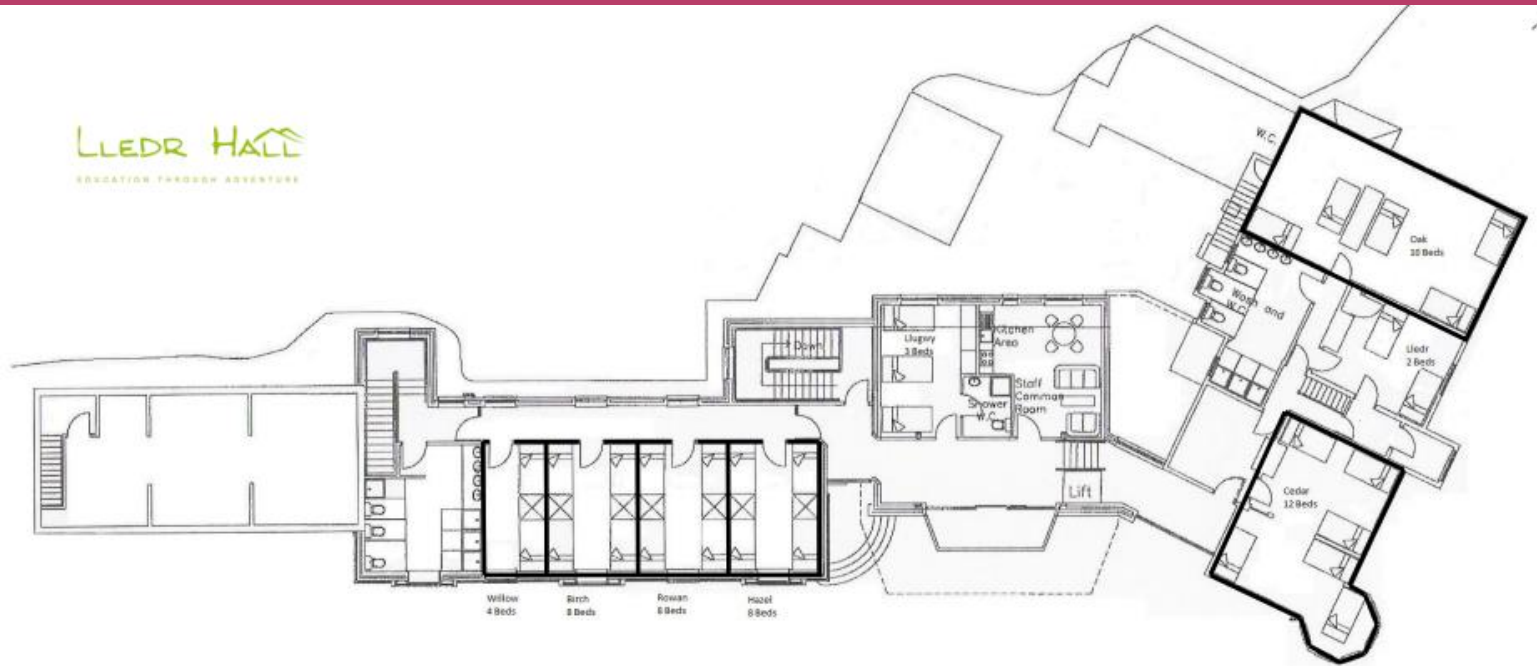 LLEDR HALL
EDUCATION THROUGH ADVENTURE
W.C.
Oak
10 Beds
Wash and
W.C.
Lledr
2 Beds
Down
Llugwy
3 Beds
Kitchen
Area
Staff
Common
Room
Shower
W.C.
Lift
Cedar
12 Beds
Willow
4 Beds
Birch
8 Beds
Rowan
8 Beds
Hazel
8 Beds